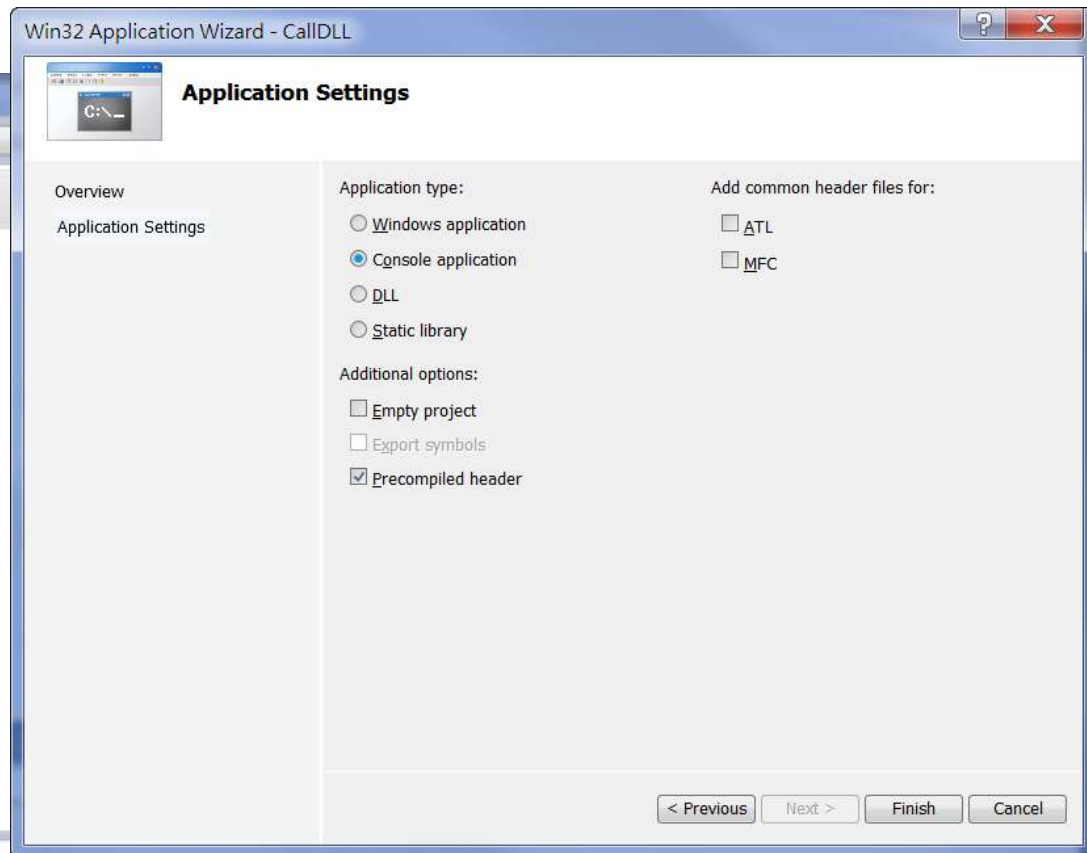 Win32 Application Wizard - CallDLL
C:\_
Application Settings
Overview
Application Settings
Application type:
Windows application
Console application
DLL
Static library
Additional options:
Empty project
Export symbols
Precompiled header
Add common header files for:
ATL
MFC
< Previous
Next >
Finish
Cancel